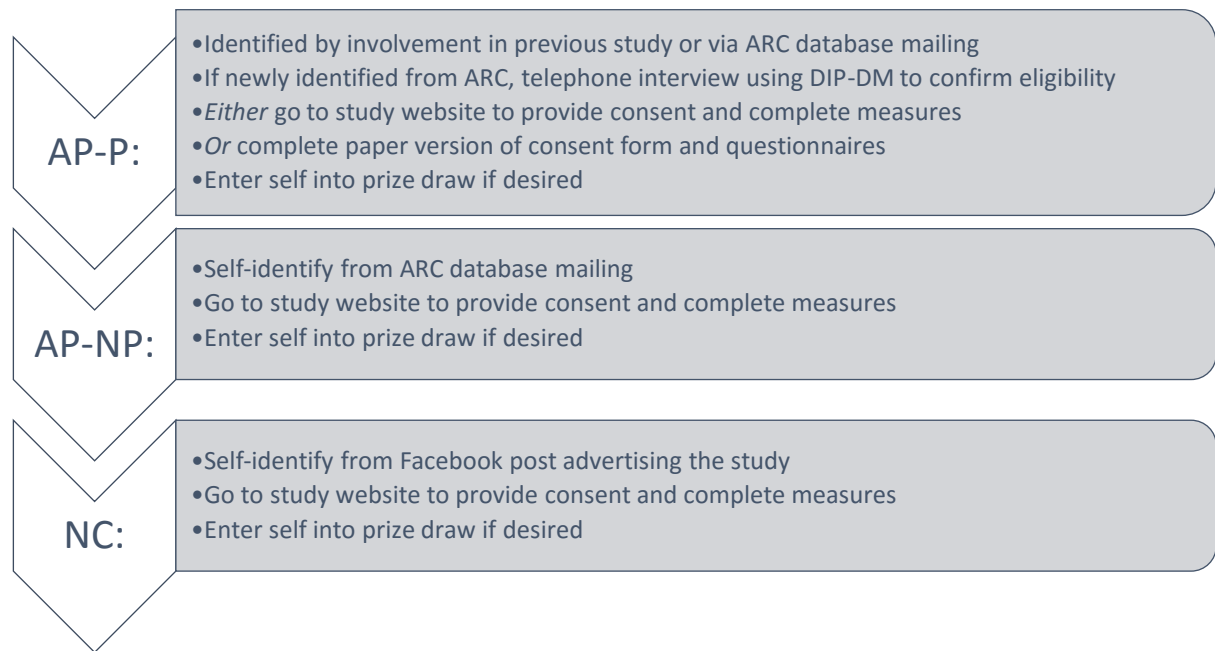 AP-P:
•Identified by involvement in previous study or via ARC database mailing
•If newly identified from ARC, telephone interview using DIP-DM to confirm eligibility
•Either go to study website to provide consent and complete measures
•Or complete paper version of consent form and questionnaires
•Enter self into prize draw if desired
AP-NP:
•Self-identify from ARC database mailing
•Go to study website to provide consent and complete measures
•Enter self into prize draw if desired
NC:
•Self-identify from Facebook post advertising the study
•Go to study website to provide consent and complete measures
•Enter self into prize draw if desired